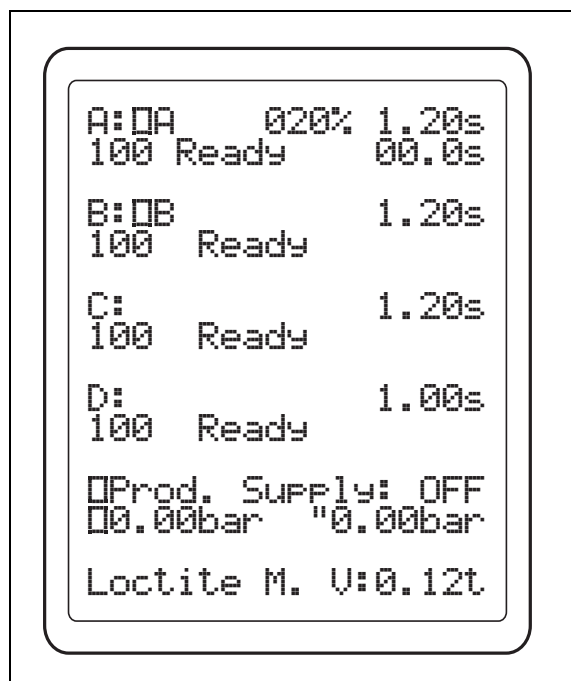 A:▯A 020% 1.20s
100 Ready 00.0s
B:▯B 1.20s
100 Ready
C: 1.20s
100 Ready
D: 1.00s
100 Ready
▯Prod. Supply: OFF
▯0.00bar "0.00bar
Loctite M. V:0.12t